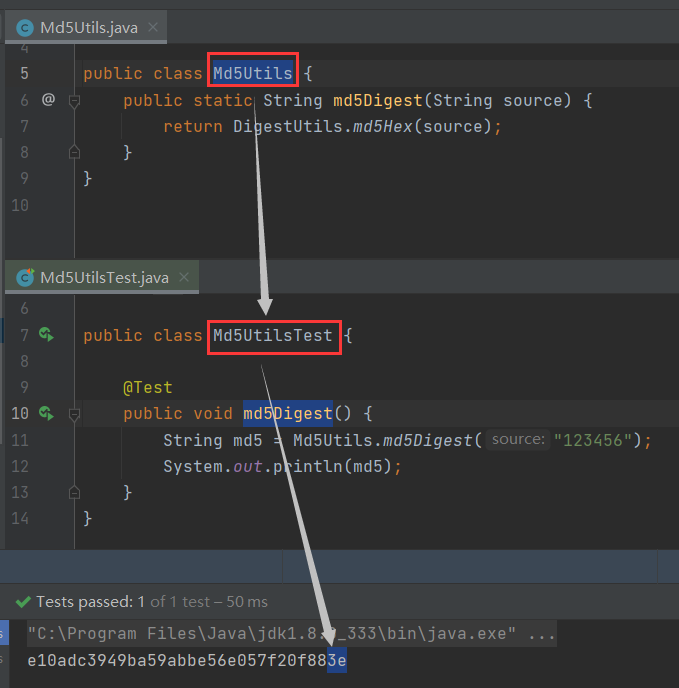 Md5Utils.java
4
5 public class Md5Utils {
6 @ public static String md5Digest(String source) {
7 return DigestUtils.md5Hex(source);
8 }
9 }
10
Md5UtilsTest.java
6
7 public class Md5UtilsTest {
8
9 @Test
10 public void md5Digest() {
11 String md5 = Md5Utils.md5Digest( source: "123456");
12 System.out.println(md5);
13 }
14 }
Tests passed: 1 of 1 test – 50 ms
"C:\Program Files\Java\jdk1.8. _333\bin\java.exe" ...
e10adc3949ba59abbe56e057f20f883e